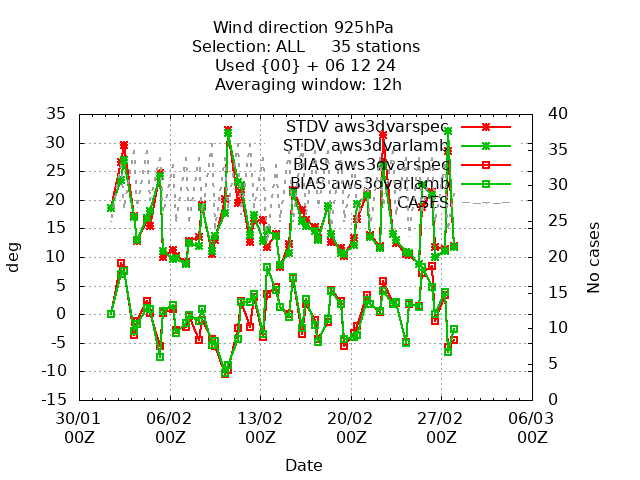 Wind direction 925hPa
Selection: ALL 35 stations
Used {00} + 06 12 24
Averaging window: 12h
35
30
25
20
15
10
5
0
-5
-10
-15
deg
40
35
30
25
20
15
10
5
0
No cases
STDV aws3dvarspec
STDV aws3dvarlamb
BIAS aws3dvarspec
BIAS aws3dvarlamb
CASES
30/01 06/02 13/02 20/02 27/02 06/03
00Z 00Z 00Z 00Z 00Z 00Z
Date